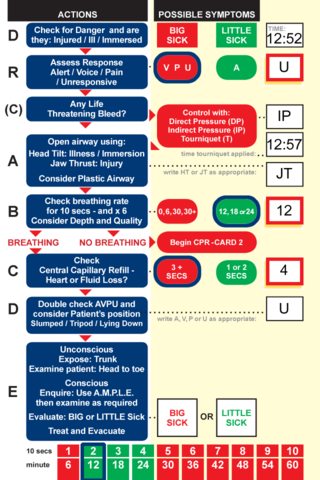 ACTIONS
POSSIBLE SYMPTOMS
D
Check for Danger and are
they: Injured / Ill / Immersed
BIG
SICK
LITTLE
SICK
TIME:
12:52
R
Assess Response
Alert / Voice / Pain
/ Unresponsive
V P U
A
U
(C)
Any Life
Threatening Bleed?
Control with:
Direct Pressure (DP)
Indirect Pressure (IP)
Tourniquet (T)
IP
time tourniquet applied:
12:57
A
Open airway using:
Head Tilt: Illness / Immersion
Jaw Thrust: Injury
Consider Plastic Airway
write HT or JT as appropriate:
JT
B
Check breathing rate
for 10 secs - and x 6
Consider Depth and Quality
0,6,30,30+
12,18 or 24
12
BREATHING
NO BREATHING
Begin CPR -CARD 2
C
Check
Central Capillary Refill -
Heart or Fluid Loss?
3 +
SECS
1 or 2
SECS
4
D
Double check AVPU and
consider Patient's position
Slumped / Tripod / Lying Down
write A, V, P or U as appropriate:
U
E
Unconscious
Expose: Trunk
Examine patient: Head to toe
Conscious
Enquire: Use A.M.P.L.E.
then examine as required
Evaluate: BIG or LITTLE Sick
Treat and Evacuate
BIG
SICK
OR
LITTLE
SICK
10 secs 1 2 3 4 5 6 7 8 9 10
minute 6 12 18 24 30 36 42 48 54 60